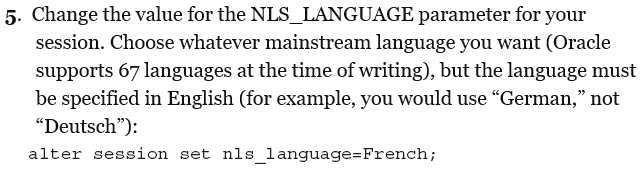 5. Change the value for the NLS_LANGUAGE parameter for your
session. Choose whatever mainstream language you want (Oracle
supports 67 languages at the time of writing), but the language must
be specified in English (for example, you would use “German,” not
“Deutsch”):
alter session set nls_language=French;